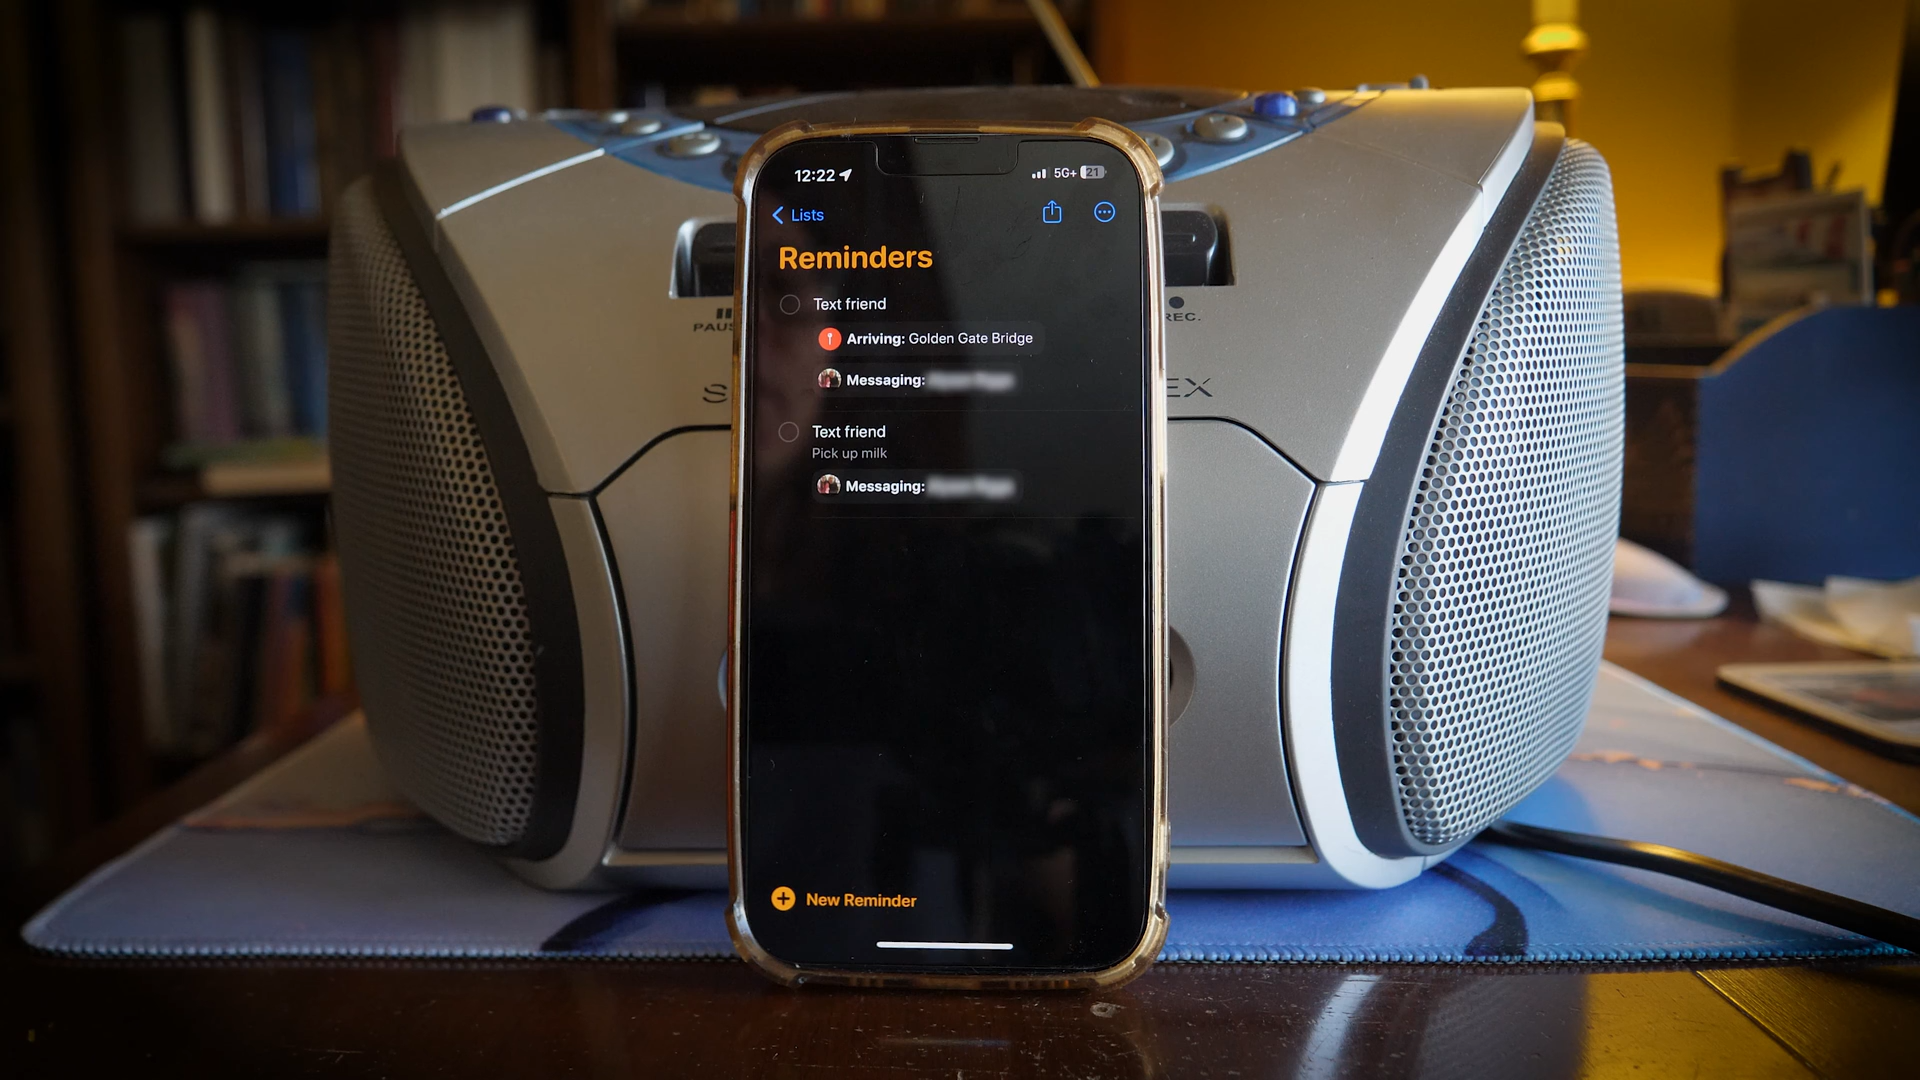 12:22
5G+ 21
Lists
Reminders
Text friend
Arriving: Golden Gate Bridge
Messaging:
Text friend
Pick up milk
Messaging:
New Reminder
PAUS
REC.
S
EX